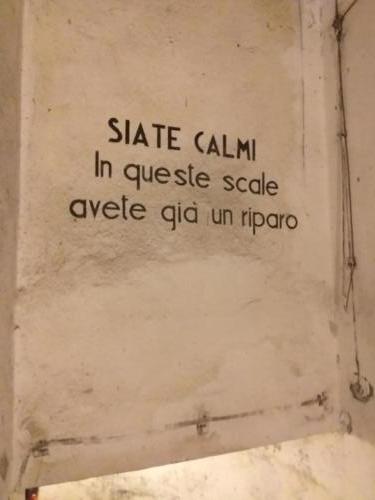 SIATE CALMI
In queste scale
avete già un riparo